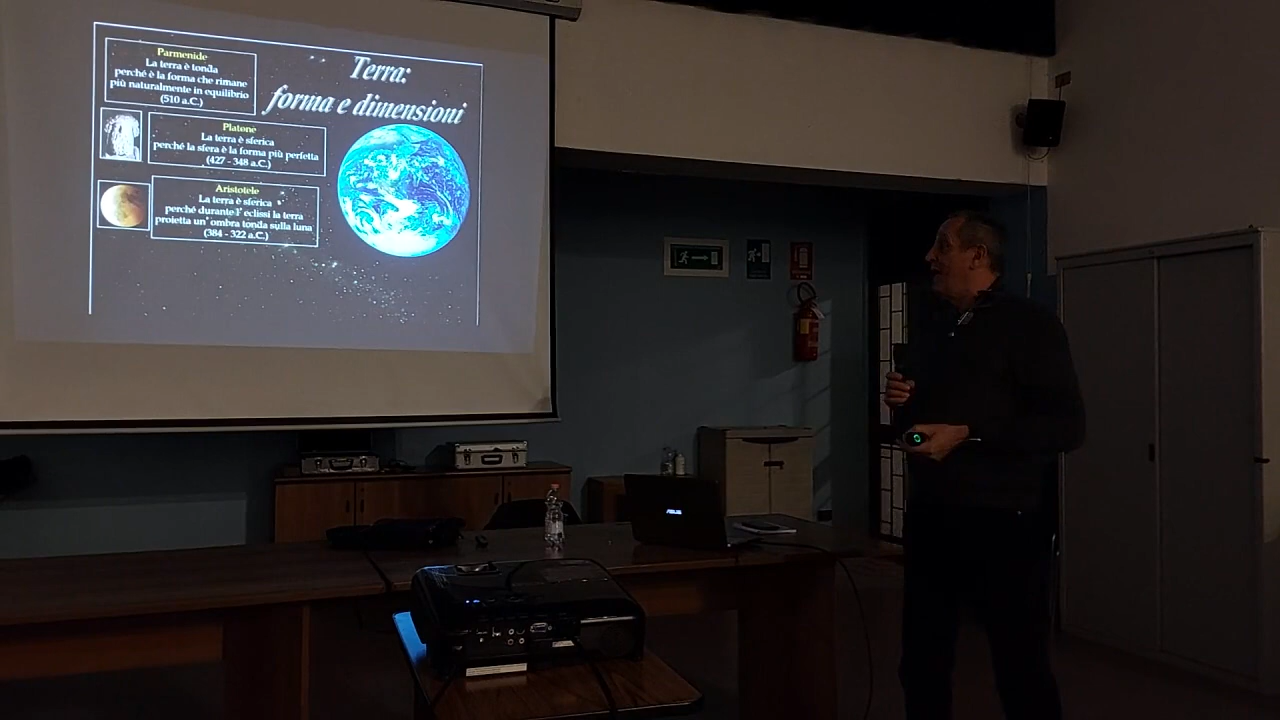 Parmenide
La terra è tonda
perché è la forma che rimane
più naturalmente in equilibrio
(510 a.C.)
Terra:
forma e dimensioni
Platone
La terra è sferica
perché la sfera è la forma più perfetta
(427 - 348 a.C.)
Aristotele
La terra è sferica
perché durante l' eclissi la terra
proietta un' ombra tonda sulla luna
(384 - 322 a.C.)
ASUS